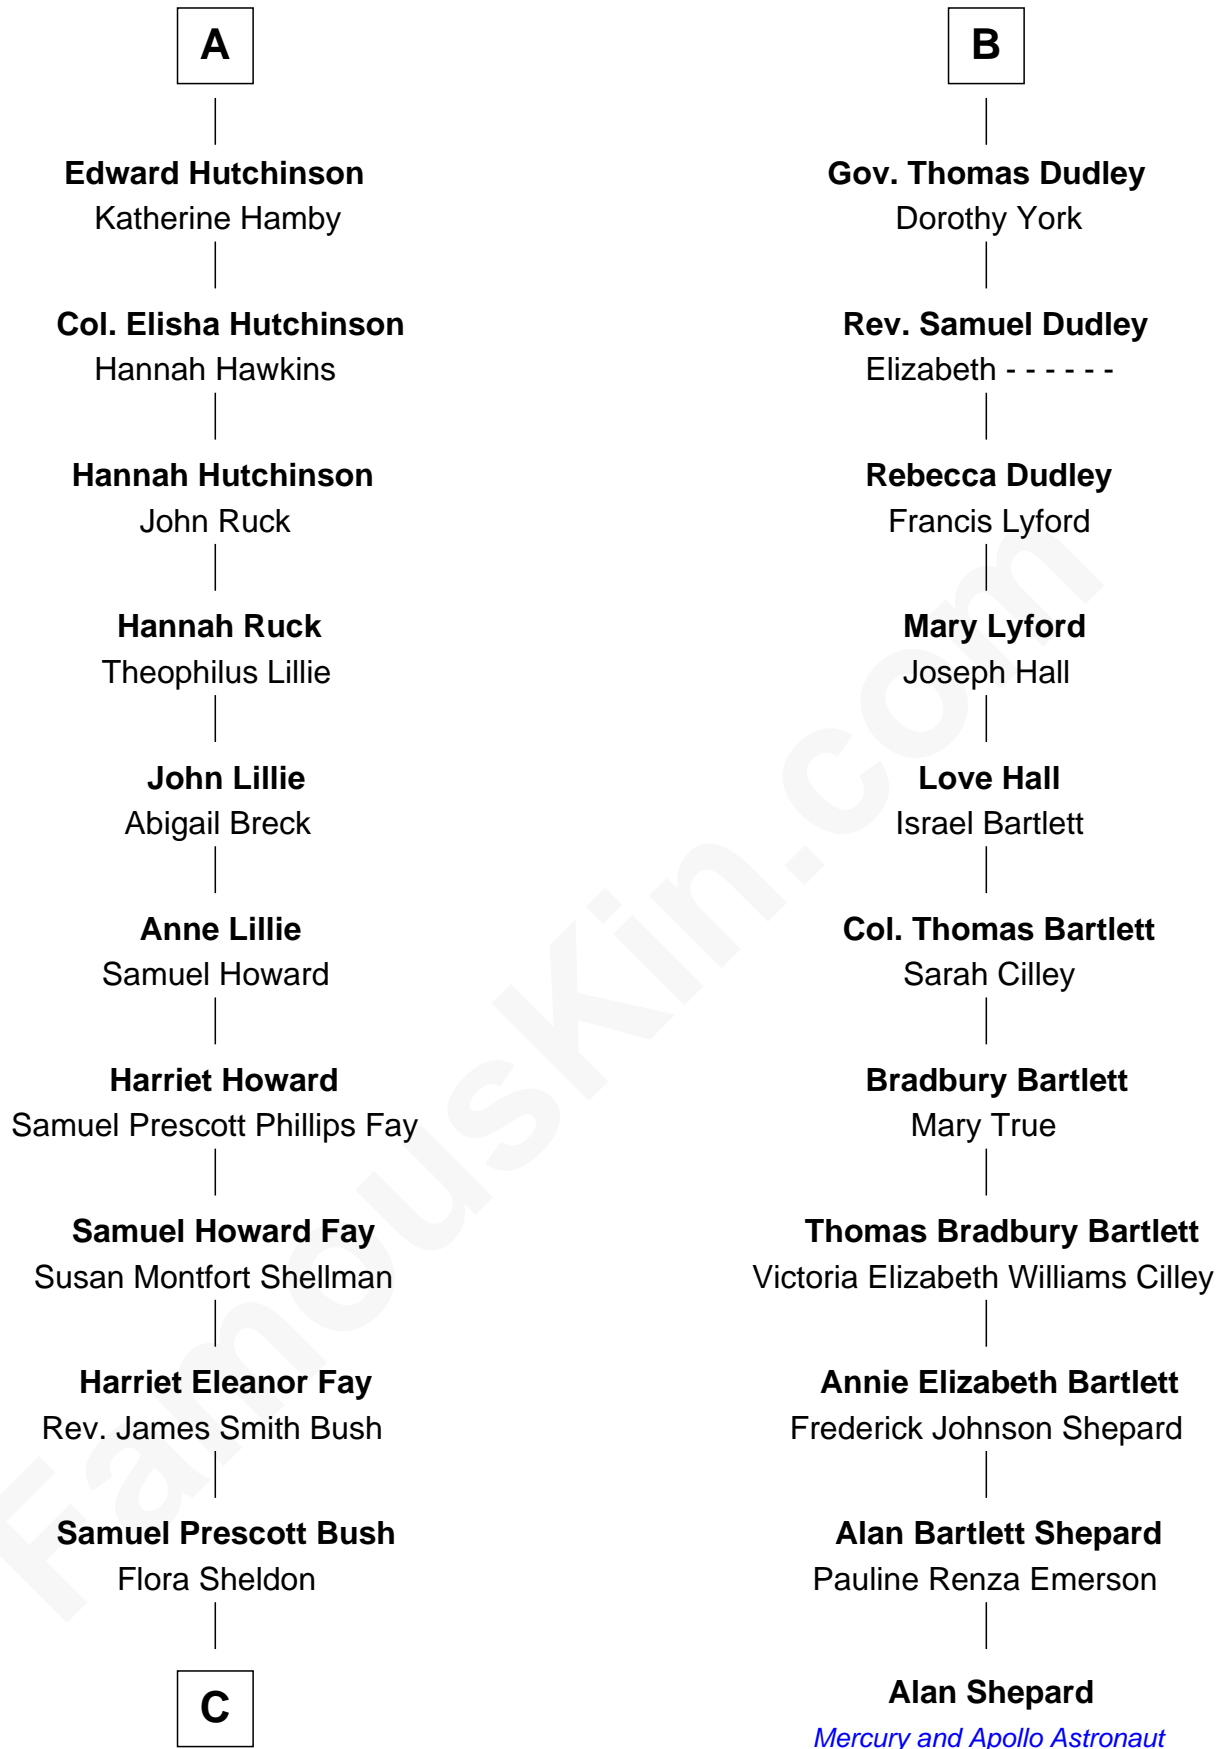 A
Edward Hutchinson
Katherine Hamby
Col. Elisha Hutchinson
Hannah Hawkins
Hannah Hutchinson
John Ruck
Hannah Ruck
Theophilus Lillie
John Lillie
Abigail Breck
Anne Lillie
Samuel Howard
Harriet Howard
Samuel Prescott Phillips Fay
Samuel Howard Fay
Susan Montfort Shellman
Harriet Eleanor Fay
Rev. James Smith Bush
Samuel Prescott Bush
Flora Sheldon
C
B
Gov. Thomas Dudley
Dorothy York
Rev. Samuel Dudley
Elizabeth - - - - - -
Rebecca Dudley
Francis Lyford
Mary Lyford
Joseph Hall
Love Hall
Israel Bartlett
Col. Thomas Bartlett
Sarah Cilley
Bradbury Bartlett
Mary True
Thomas Bradbury Bartlett
Victoria Elizabeth Williams Cilley
Annie Elizabeth Bartlett
Frederick Johnson Shepard
Alan Bartlett Shepard
Pauline Renza Emerson
Alan Shepard
Mercury and Apollo Astronaut
FamousKin.com